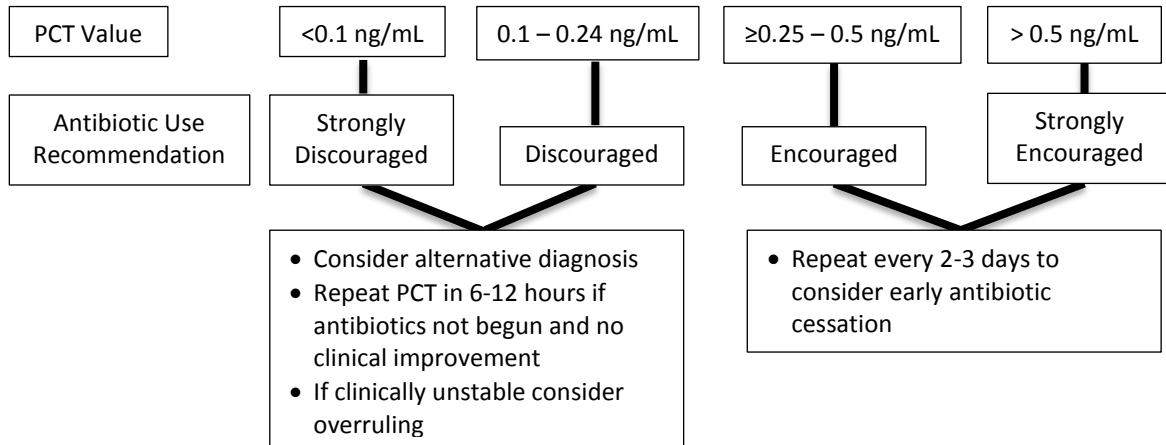 PCT Value
<0.1 ng/mL
0.1 – 0.24 ng/mL
≥0.25 – 0.5 ng/mL
> 0.5 ng/mL
Antibiotic Use
Recommendation
Strongly
Discouraged
Discouraged
Encouraged
Strongly
Encouraged
• Consider alternative diagnosis
• Repeat PCT in 6-12 hours if
antibiotics not begun and no
clinical improvement
• If clinically unstable consider
overruling
• Repeat every 2-3 days to
consider early antibiotic
cessation